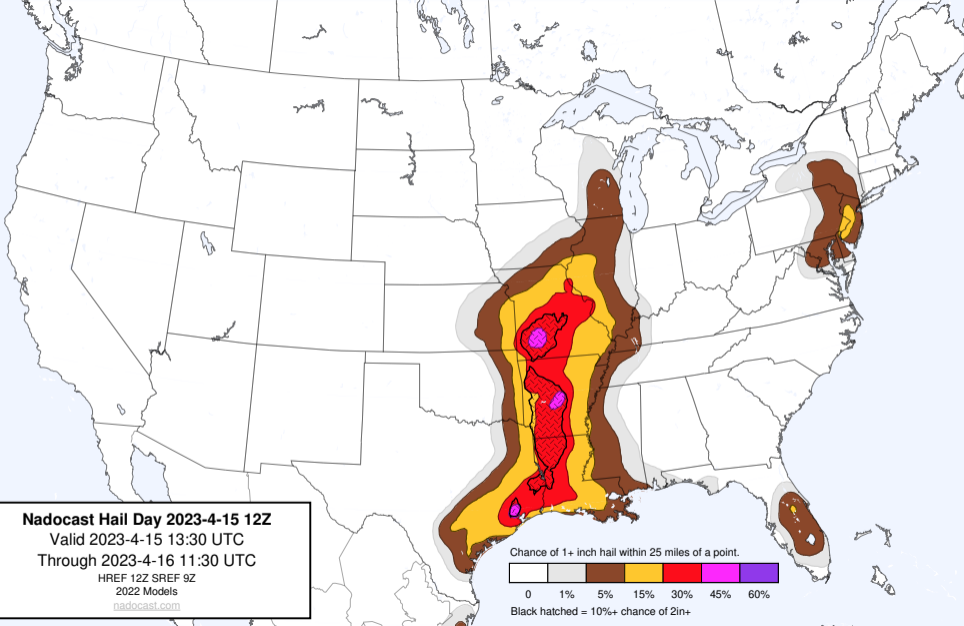 Nadocast Hail Day 2023-4-15 12Z
Valid 2023-4-15 13:30 UTC
Through 2023-4-16 11:30 UTC
HREF 12Z SREF 9Z
2022 Models
nadocast.com
Chance of 1+ inch hail within 25 miles of a point.
0 1% 5% 15% 30% 45% 60%
Black hatched = 10%+ chance of 2in+